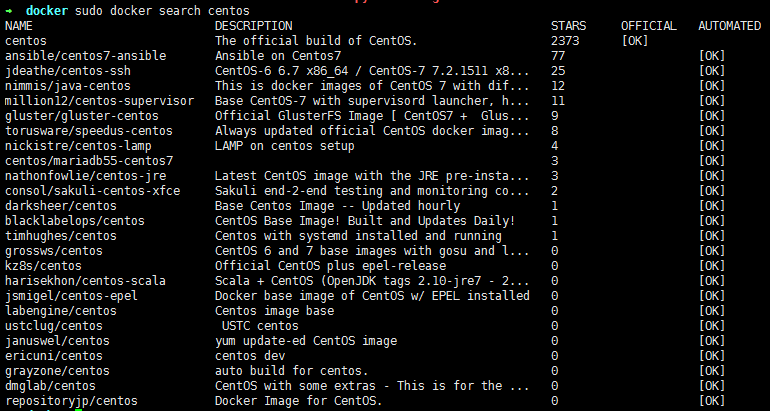 → docker sudo docker search centos
NAME DESCRIPTION STARS OFFICIAL AUTOMATED
centos The official build of CentOS. 2373 [OK]
ansible/centos7-ansible Ansible on Centos7 77 [OK]
jdeathe/centos-ssh CentOS-6 6.7 x86_64 / CentOS-7 7.2.1511 x8... 25 [OK]
nimmis/java-centos This is docker images of CentOS 7 with dif... 12 [OK]
million12/centos-supervisor Base CentOS-7 with supervisord launcher, h... 11 [OK]
gluster/gluster-centos Official GlusterFS Image [ CentOS7 + Glus... 9 [OK]
torusware/speedus-centos Always updated official CentOS docker imag... 8 [OK]
nickistre/centos-lamp LAMP on centos setup 4 [OK]
centos/mariadb55-centos7 3 [OK]
nathonfowlie/centos-jre Latest CentOS image with the JRE pre-insta... 3 [OK]
consol/sakuli-centos-xfce Sakuli end-2-end testing and monitoring co... 2 [OK]
darksheer/centos Base Centos Image -- Updated hourly 1 [OK]
blacklabelops/centos CentOS Base Image! Built and Updates Daily! 1 [OK]
timhughes/centos Centos with systemd installed and running 1 [OK]
grossws/centos CentOS 6 and 7 base images with gosu and l... 0 [OK]
kz8s/centos Official CentOS plus epel-release 0 [OK]
harisekhon/centos-scala Scala + CentOS (OpenJDK tags 2.10-jre7 - 2... 0 [OK]
jsmigel/centos-epel Docker base image of CentOS w/ EPEL installed 0 [OK]
labengine/centos Centos image base 0 [OK]
ustclug/centos USTC centos 0 [OK]
januswel/centos yum update-ed CentOS image 0 [OK]
ericuni/centos centos dev 0 [OK]
grayzone/centos auto build for centos. 0 [OK]
dmglab/centos CentOS with some extras - This is for the ... 0 [OK]
repositoryjp/centos Docker Image for CentOS. 0 [OK]